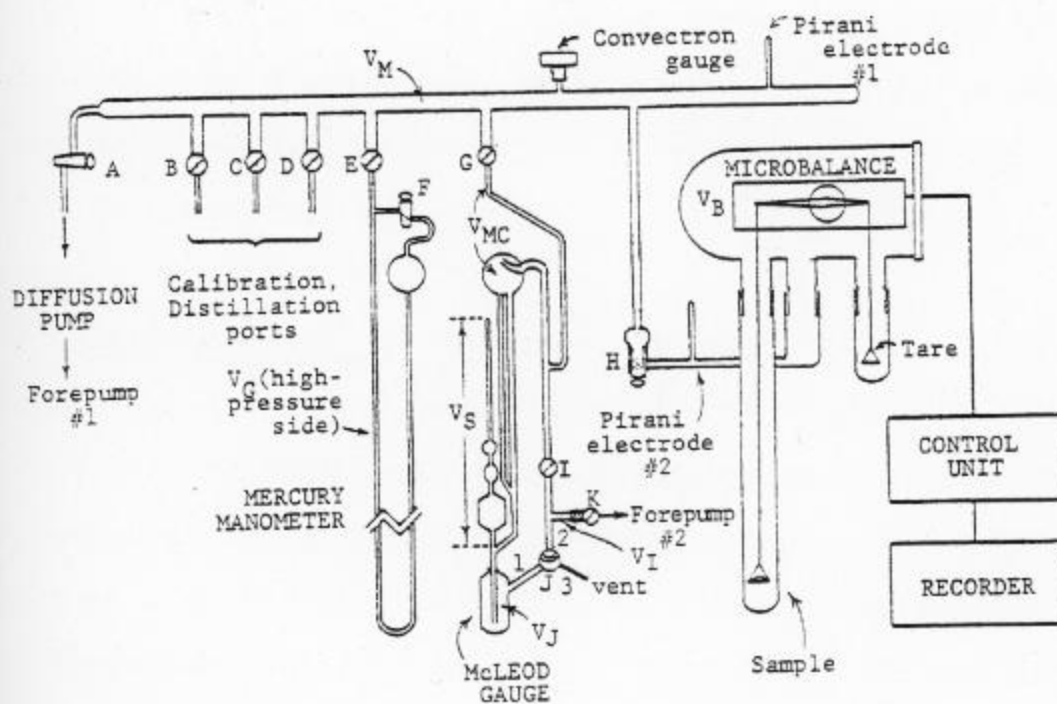 Convectron
gauge
Pirani
electrode
#1
V_M
A
B
C
D
E
F
G
MICROBALANCE
V_B
V_MC
Calibration,
Distillation
ports
DIFFUSION
PUMP
Forepump
#1
V_G (high-
pressure
side)
V_S
H
Tare
Pirani
electrode
#2
I
K
Forepump
#2
MERCURY
MANOMETER
1
2
V_I
J
3
vent
V_J
McLEOD
GAUGE
Sample
CONTROL
UNIT
RECORDER